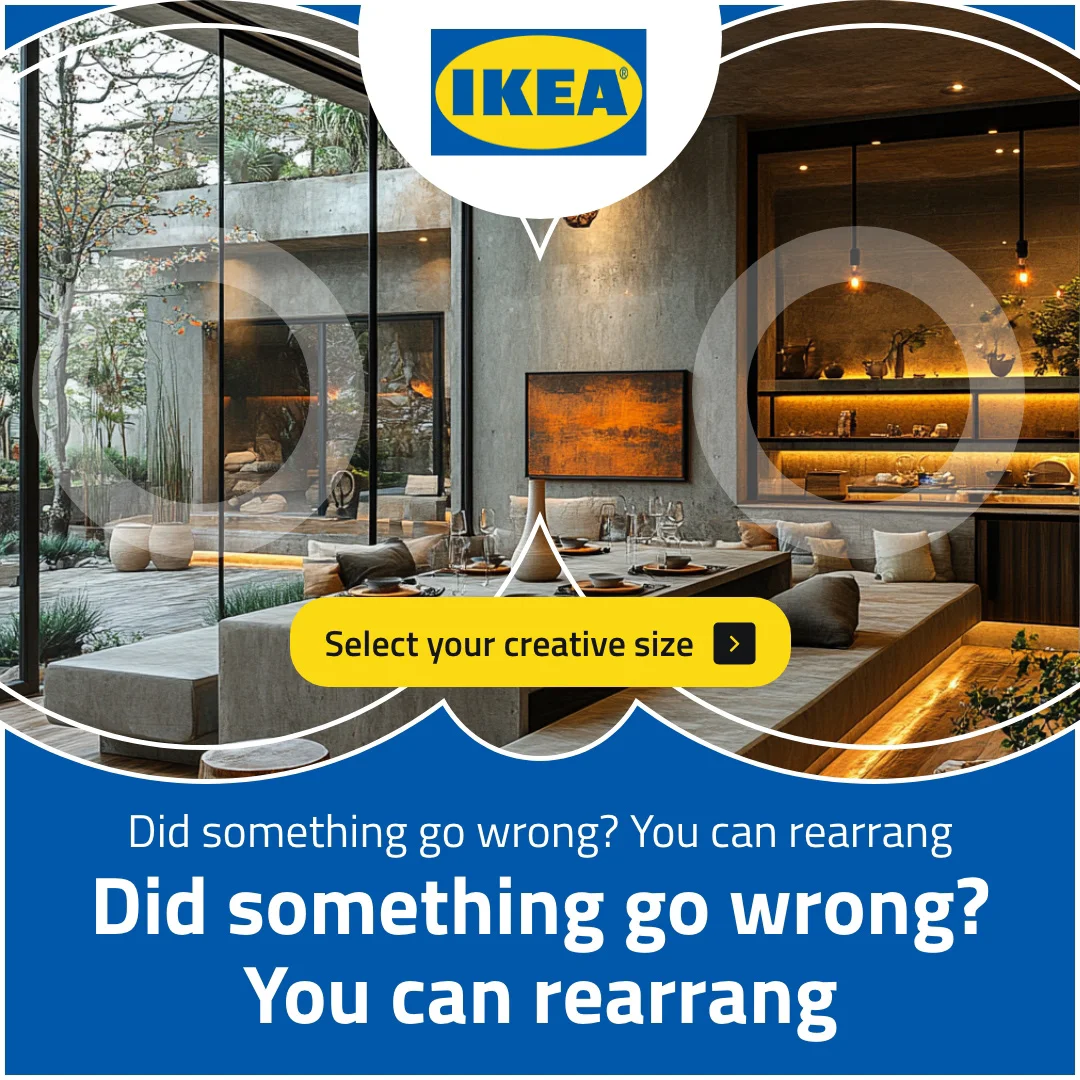 IKEA®
Select your creative size
Did something go wrong? You can rearrang
Did something go wrong?
You can rearrang